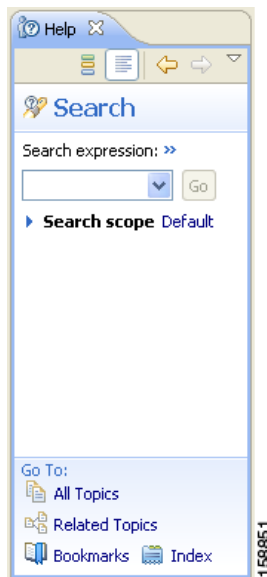 Help
Search
Search expression: »
Go
Search scope Default
Go To:
All Topics
Related Topics
Bookmarks Index
158851